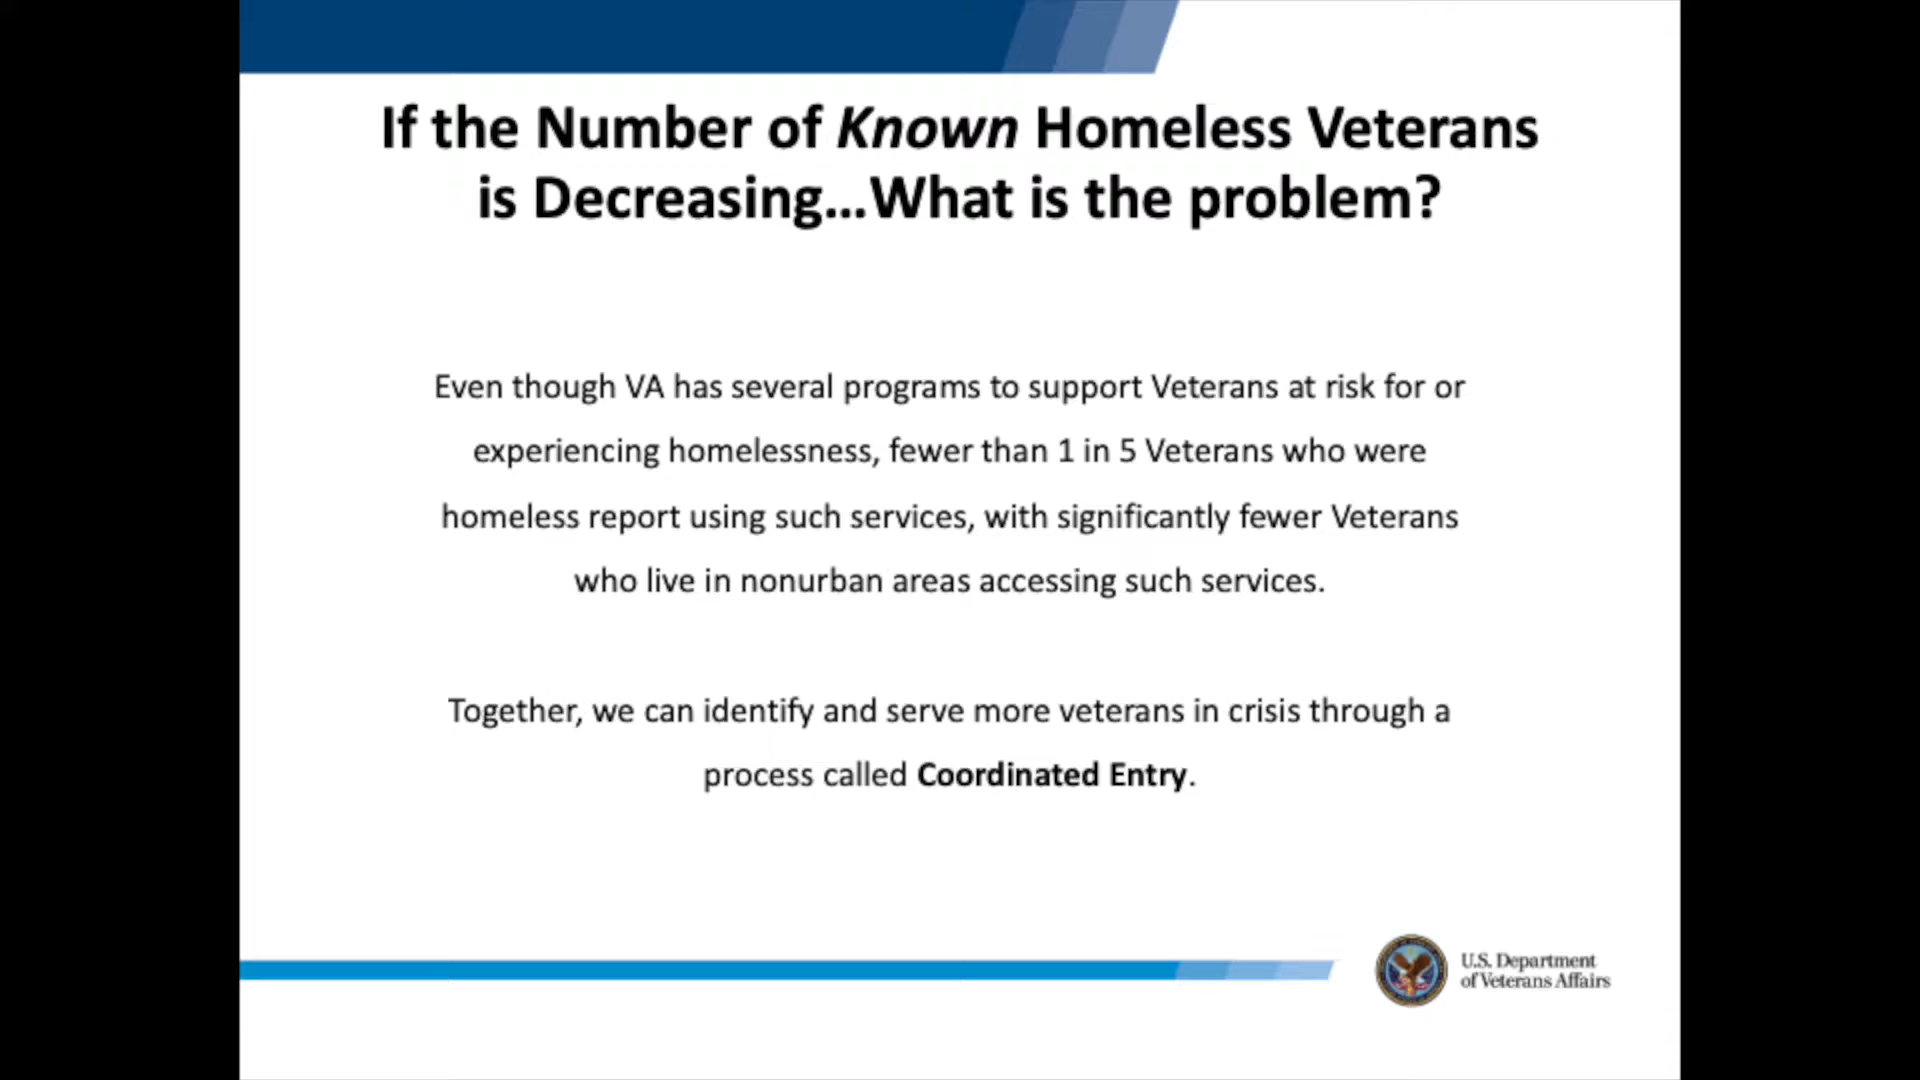 If the Number of Known Homeless Veterans
is Decreasing...What is the problem?
Even though VA has several programs to support Veterans at risk for or
experiencing homelessness, fewer than 1 in 5 Veterans who were
homeless report using such services, with significantly fewer Veterans
who live in nonurban areas accessing such services.
Together, we can identify and serve more veterans in crisis through a
process called Coordinated Entry.
U.S. Department
of Veterans Affairs